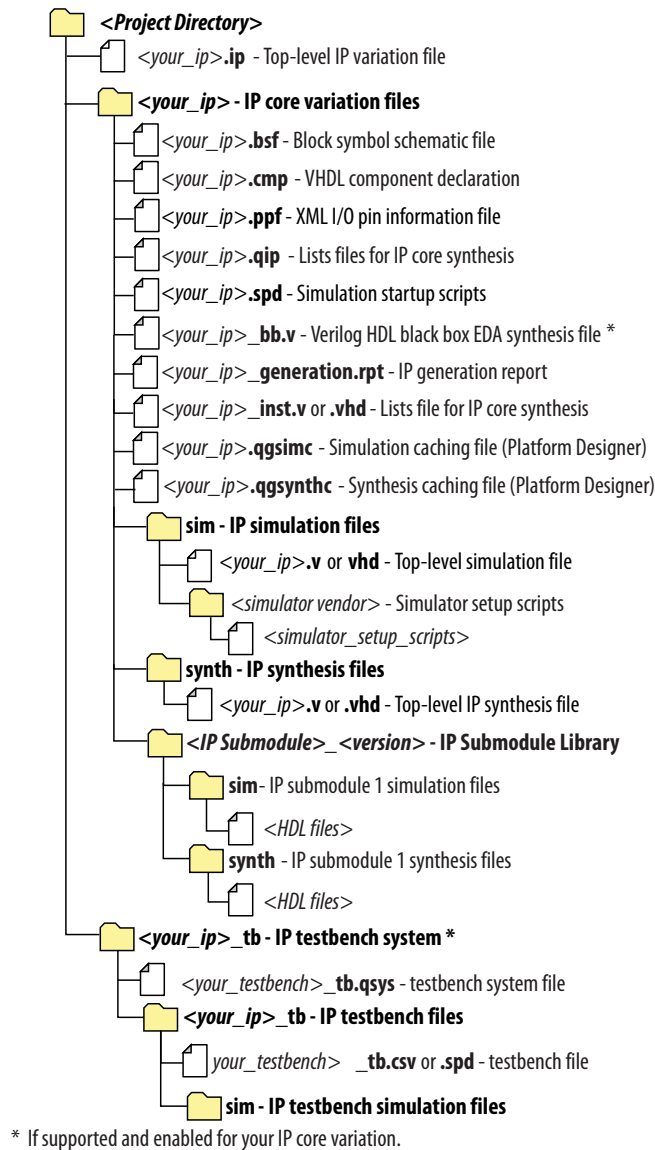 <Project Directory>
<your_ip>.ip - Top-level IP variation file
<your_ip> - IP core variation files
<your_ip>.bsf - Block symbol schematic file
<your_ip>.cmp - VHDL component declaration
<your_ip>.ppf - XML I/O pin information file
<your_ip>.qip - Lists files for IP core synthesis
<your_ip>.spd - Simulation startup scripts
<your_ip>_bb.v - Verilog HDL black box EDA synthesis file *
<your_ip>_generation.rpt - IP generation report
<your_ip>_inst.v or .vhd - Lists file for IP core synthesis
<your_ip>.qgsimc - Simulation caching file (Platform Designer)
<your_ip>.qgsynthc - Synthesis caching file (Platform Designer)
sim - IP simulation files
<your_ip>.v or vhd - Top-level simulation file
<simulator vendor> - Simulator setup scripts
<simulator_setup_scripts>
synth - IP synthesis files
<your_ip>.v or .vhd - Top-level IP synthesis file
<IP Submodule>_<version> - IP Submodule Library
sim- IP submodule 1 simulation files
<HDL files>
synth - IP submodule 1 synthesis files
<HDL files>
<your_ip>_tb - IP testbench system *
<your_testbench>_tb.qsys - testbench system file
<your_ip>_tb - IP testbench files
your_testbench> _tb.csv or .spd - testbench file
sim - IP testbench simulation files
* If supported and enabled for your IP core variation.